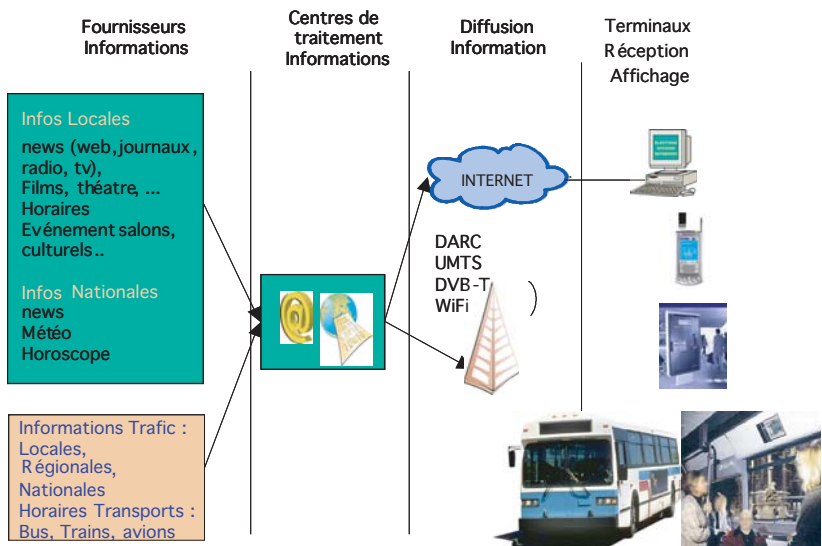 Fournisseurs
Informations
Centres de
traitement
Informations
Diffusion
Information
Terminaux
Réception
Affichage
Infos Locales
news (web, journaux,
radio, tv),
Films, théatre, ...
Horaires
Evénement salons,
culturels..
Infos Nationales
news
Météo
Horoscope
Informations Trafic :
Locales,
Régionales,
Nationales
Horaires Transports :
Bus, Trains, avions
@
INTERNET
DARC
UMTS
DVB-T
WiFi